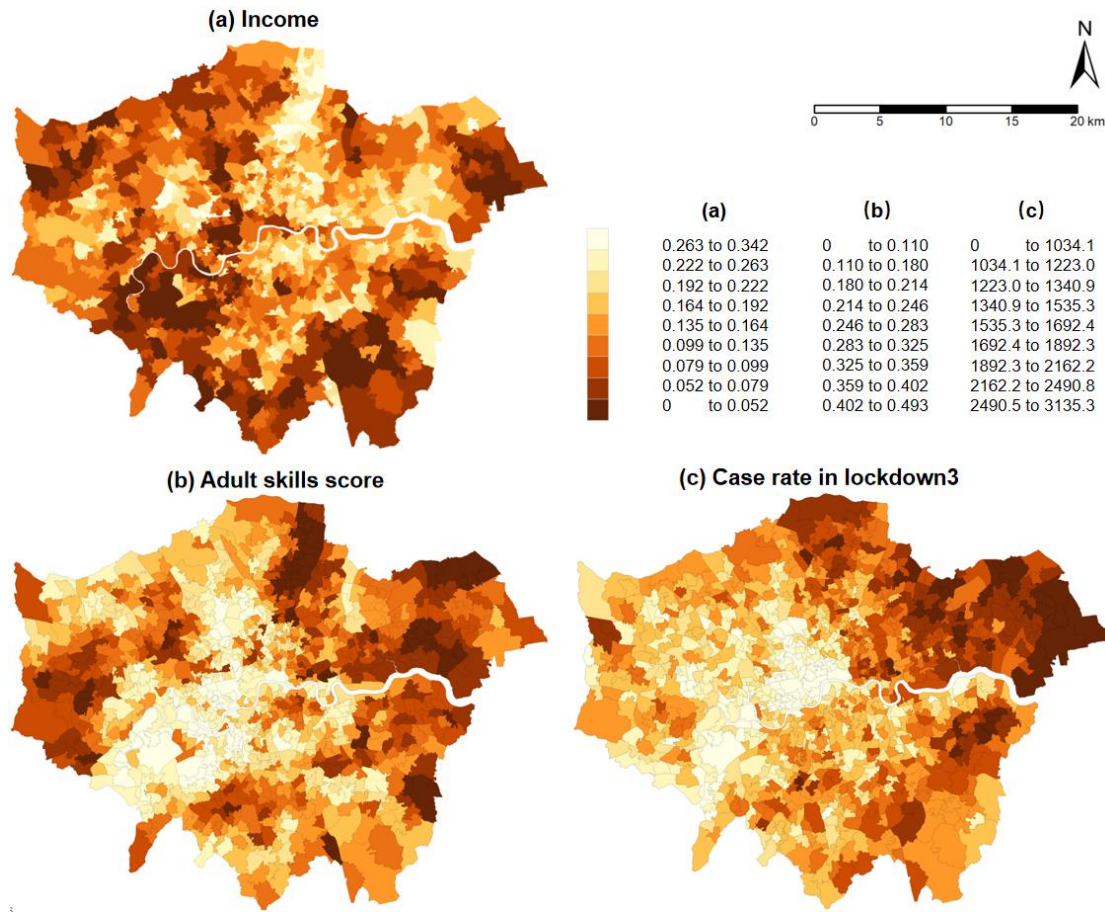 (a) Income
N
0 5 10 15 20 km
(a) (b) (c)
0.263 to 0.342 0 to 0.110 0 to 1034.1
0.222 to 0.263 0.110 to 0.180 1034.1 to 1223.0
0.192 to 0.222 0.180 to 0.214 1223.0 to 1340.9
0.164 to 0.192 0.214 to 0.246 1340.9 to 1535.3
0.135 to 0.164 0.246 to 0.283 1535.3 to 1692.4
0.099 to 0.135 0.283 to 0.325 1692.4 to 1892.3
0.079 to 0.099 0.325 to 0.359 1892.3 to 2162.2
0.052 to 0.079 0.359 to 0.402 2162.2 to 2490.8
0 to 0.052 0.402 to 0.493 2490.5 to 3135.3
(b) Adult skills score
(c) Case rate in lockdown3